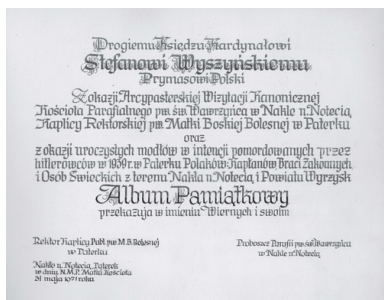 Drogiemu Księdzu Kardynałowi
Stefanowi Wyszyńskiemu
Prymasowi Polski
Z okazji Arcypasterskiej Wizytacji Kanonicznej
Kościoła Parafialnego pw. św. Wawrzyńca w Nakle n/Notecią,
Kaplicy Rektorskiej pw. Matki Boskiej Bolesnej w Paterku
oraz
z okazji uroczystych modłów w intencji pomordowanych przez
hitlerowców w 1939 r. w Paterku Polaków Kapłanów, Braci Zakonnych,
i Osób Świeckich z terenu Nakła n/Notecią, i Powiatu Wyrzysk
Album Pamiątkowy
przekazują w imieniu Wiernych i swoim
Rektor Kaplicy Publ. pw. M.B. Bolesnej
w Paterku
Proboszcz Parafii pw. św. Wawrzyńca
w Nakle n/Notecią
Nakło n/Notecią, Paterek
w dniu, N.M.P. Matki Kościoła
31 maja 1971 roku